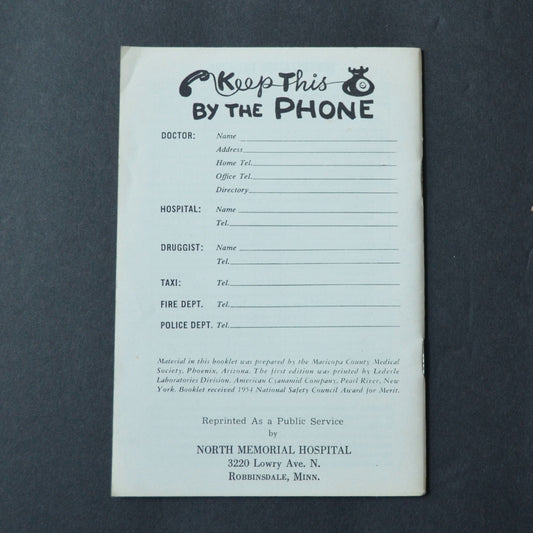 Keep This
BY THE PHONE
DOCTOR: Name
Address
Home Tel.
Office Tel.
Directory
HOSPITAL: Name
Tel.
DRUGGIST: Name
Tel.
TAXI: Tel.
FIRE DEPT. Tel.
POLICE DEPT. Tel.
Material in this booklet was prepared by the Maricopa County Medical
Society, Phoenix, Arizona. The first edition was printed by Lederle
Laboratories Division, American Cyanamid Company, Pearl River, New
York. Booklet received 1954 National Safety Council Award for Merit.
Reprinted As a Public Service
by
NORTH MEMORIAL HOSPITAL
3220 Lowry Ave. N.
ROBBINSDALE, MINN.